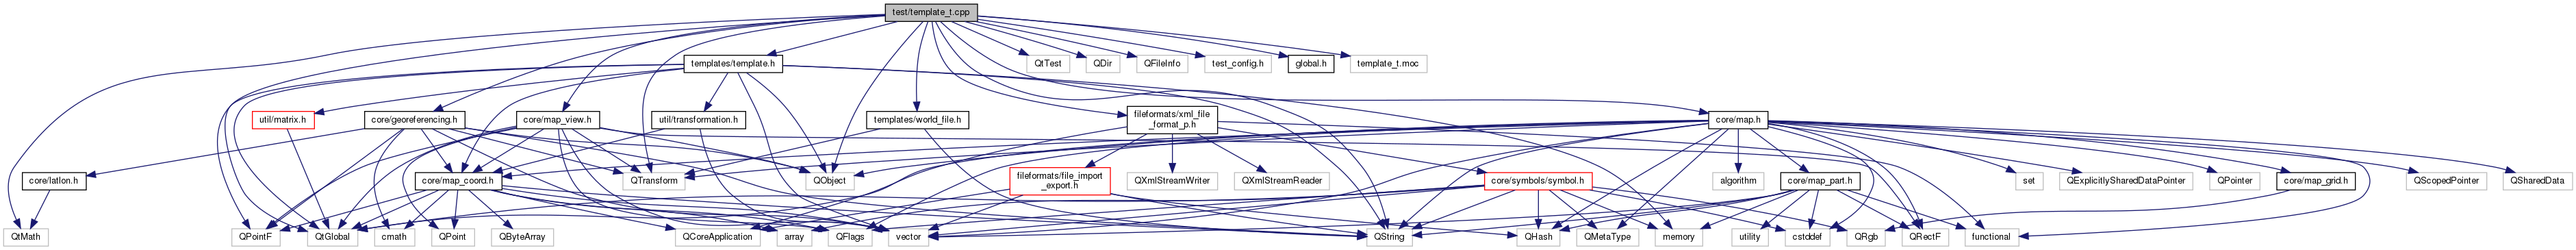 test/template_t.cpp
templates/template.h
QtTest
QDir
QFileInfo
test_config.h
global.h
template_t.moc
util/matrix.h
core/georeferencing.h
core/map_view.h
util/transformation.h
templates/world_file.h
fileformats/xml_file
_format_p.h
core/map.h
core/latlon.h
core/map_coord.h
QTransform
QObject
fileformats/file_import
_export.h
QXmlStreamWriter
QXmlStreamReader
core/symbols/symbol.h
algorithm
core/map_part.h
set
QExplicitlySharedDataPointer
QPointer
core/map_grid.h
QScopedPointer
QSharedData
QtMath
QPointF
QtGlobal
cmath
QPoint
QByteArray
QCoreApplication
array
QFlags
vector
QString
QHash
QMetaType
memory
utility
cstddef
QRgb
QRectF
functional